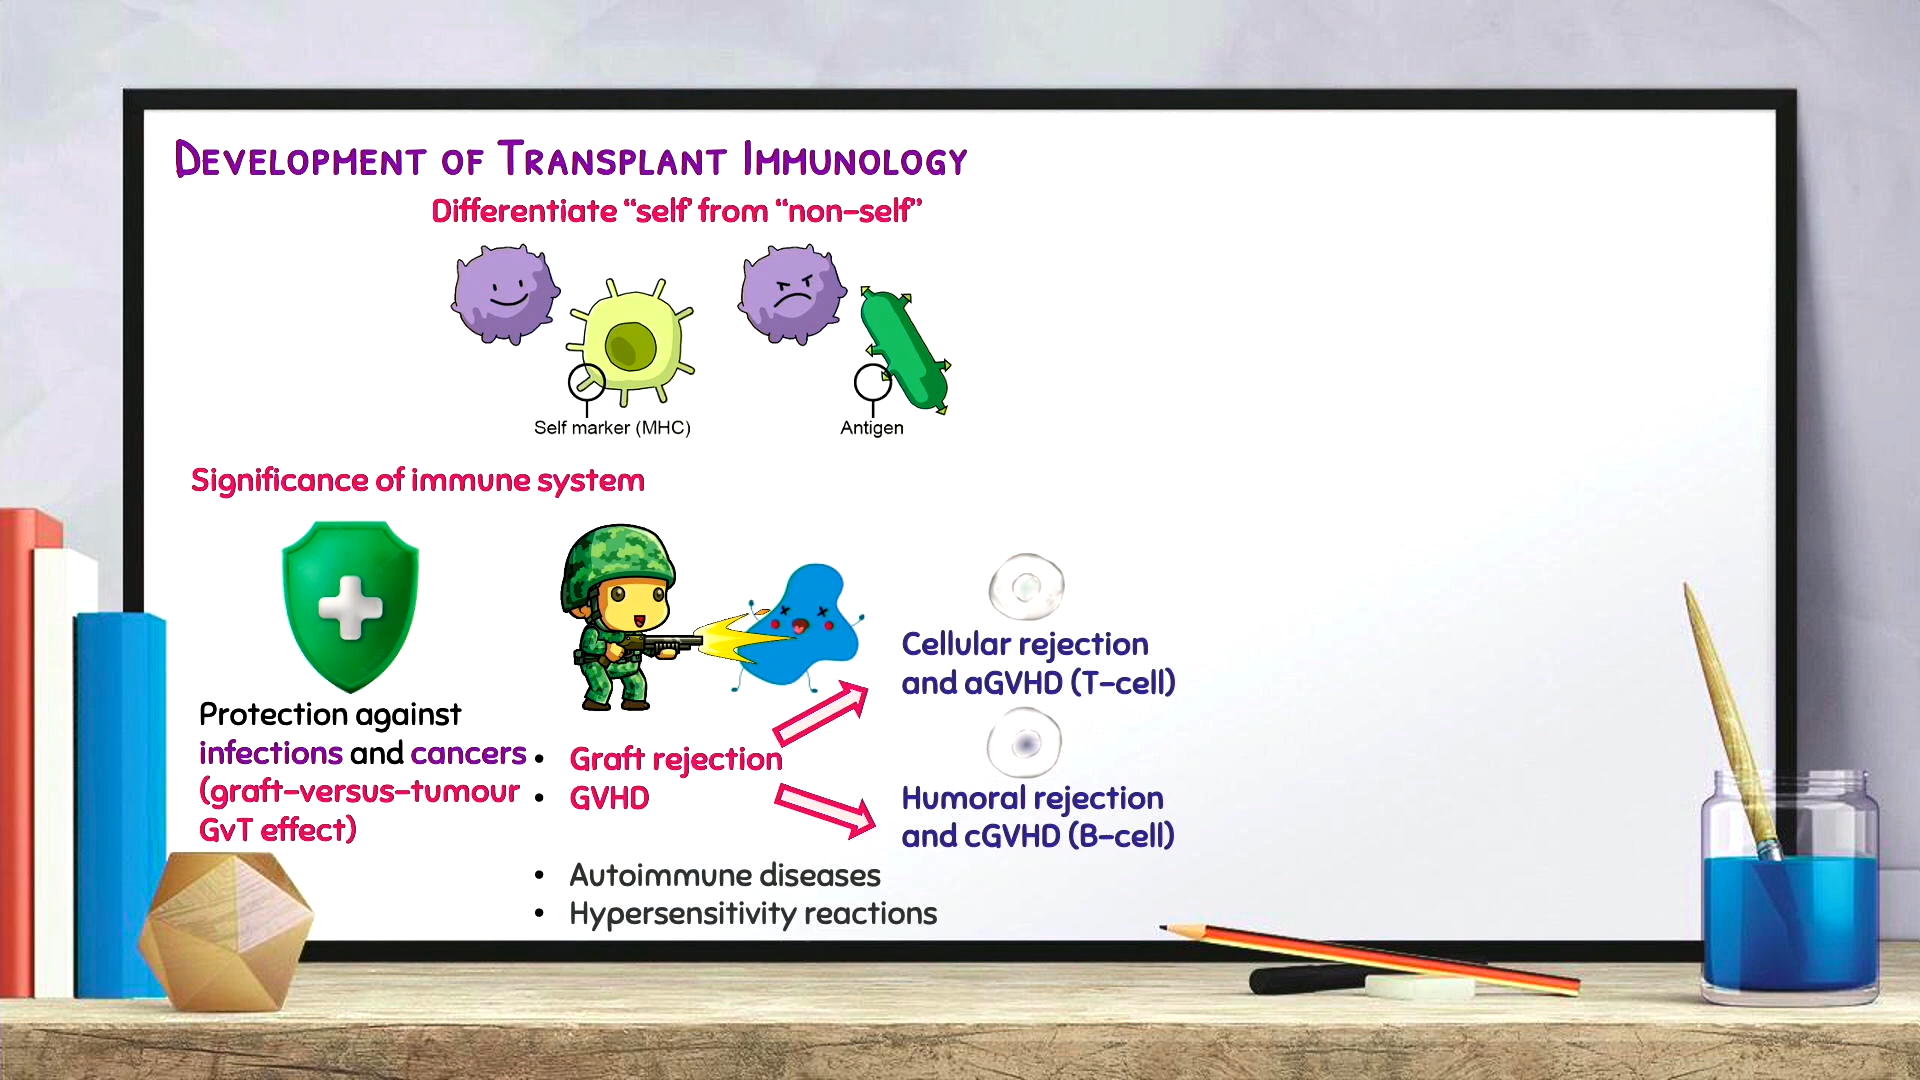 Development of Transplant Immunology
Differentiate “self’ from “non-self”
Self marker (MHC)
Antigen
Significance of immune system
Protection against
infections and cancers
(graft-versus-tumour
GvT effect)
• Graft rejection
• GVHD
Cellular rejection
and aGVHD (T-cell)
Humoral rejection
and cGVHD (B-cell)
• Autoimmune diseases
• Hypersensitivity reactions